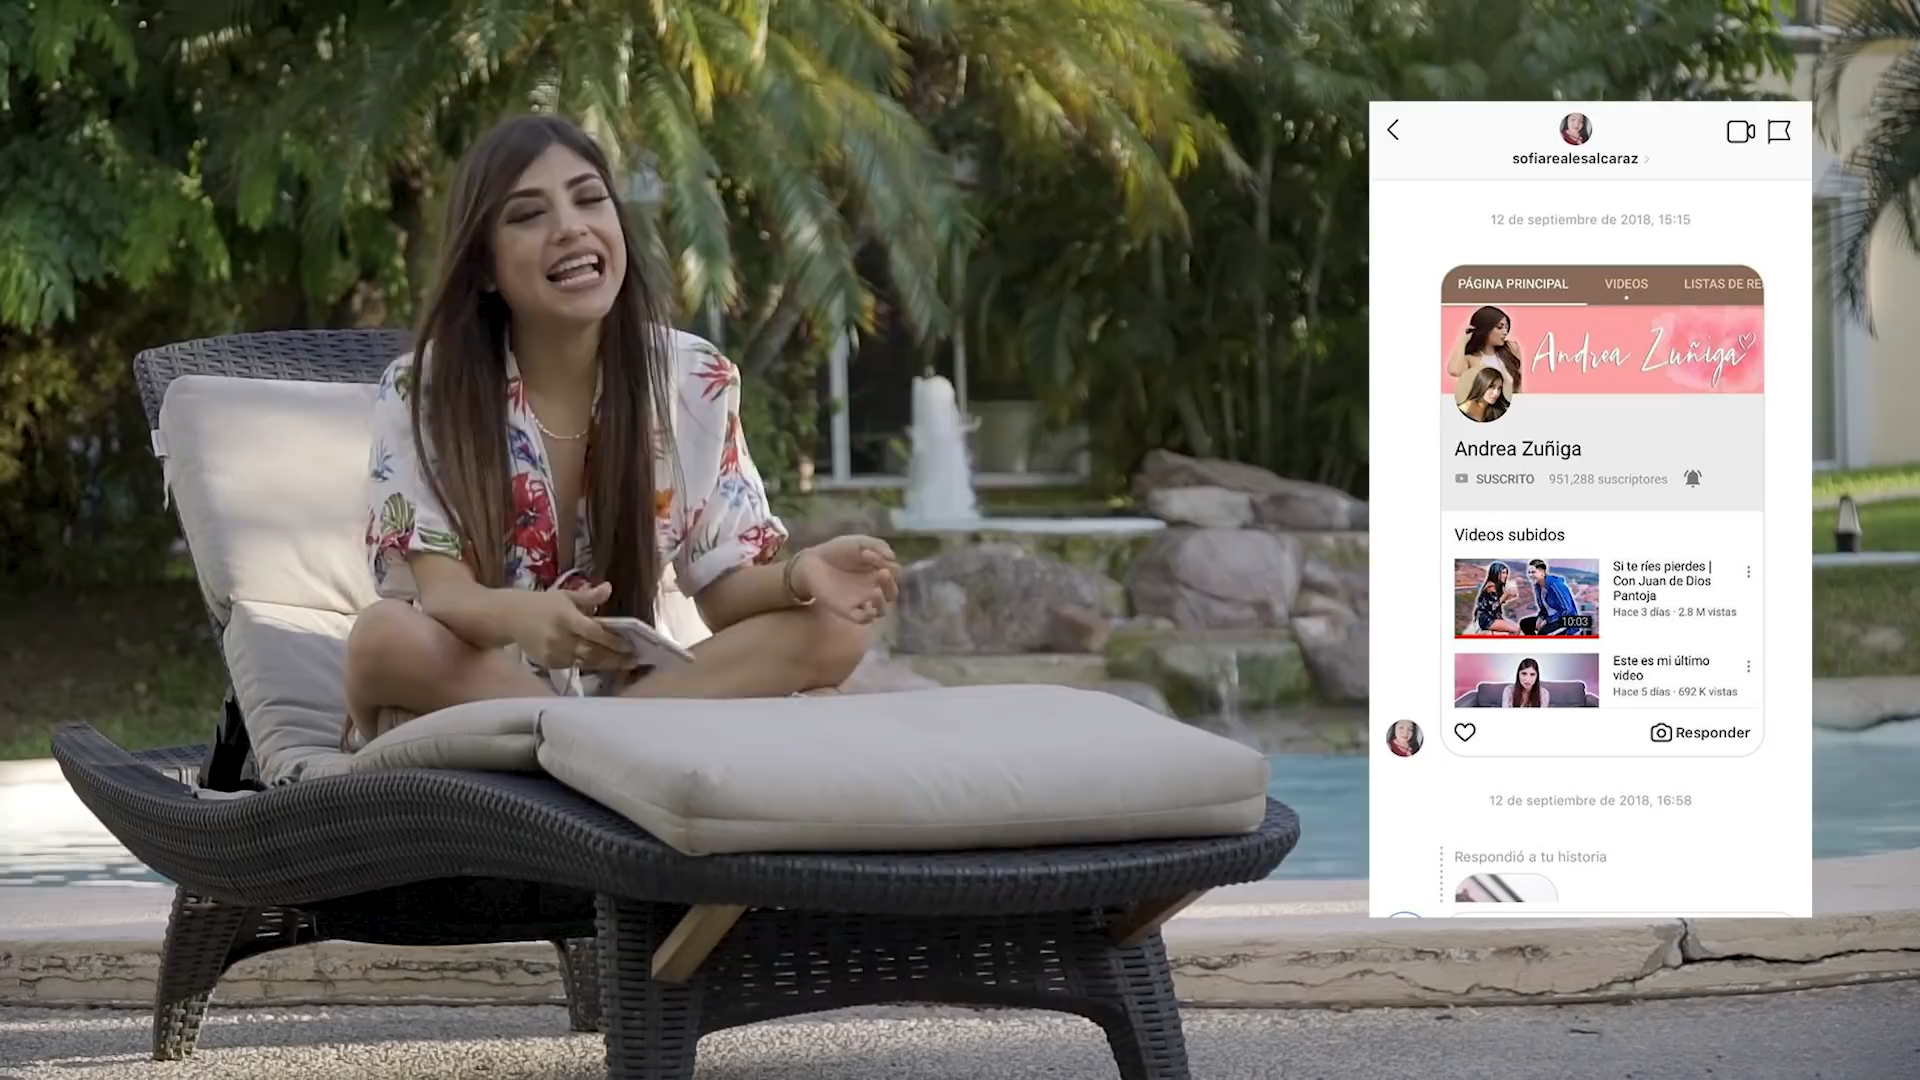 sofiarealesalcaraz
12 de septiembre de 2018, 15:15
PÁGINA PRINCIPAL VIDEOS LISTAS DE RE
Andrea Zuñiga
Andrea Zuñiga
SUSCRITO 951,288 suscriptores
Videos subidos
Si te ríes pierdes |
Con Juan de Dios
Pantoja
Hace 3 días · 2.8 M vistas
10:03
Este es mi último
video
Hace 5 días · 692 K vistas
Responder
12 de septiembre de 2018, 16:58
Respondió a tu historia